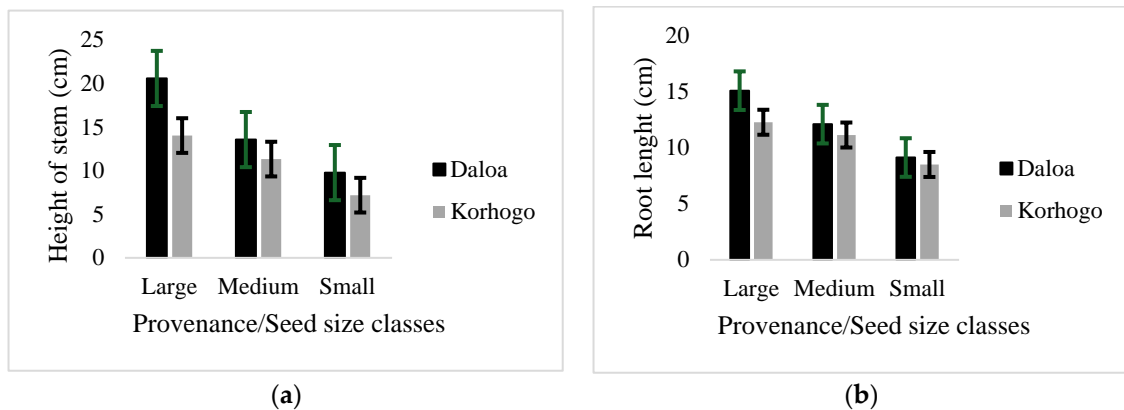 25
20
15
10
5
0
Height of stem (cm)
Large Medium Small
Provenance/Seed size classes
Daloa
Korhogo
(a)
20
15
10
5
0
Root lenght (cm)
Large Medium Small
Provenance/Seed size classes
Daloa
Korhogo
(b)